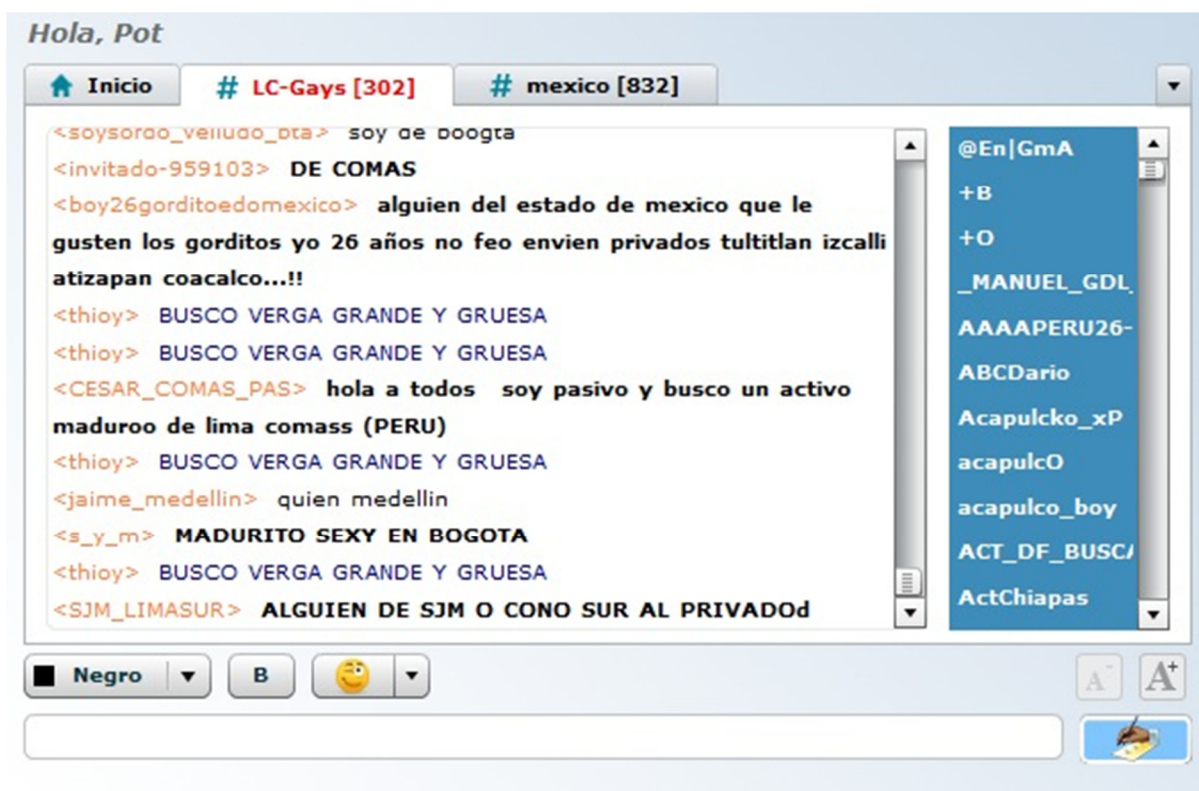 Hola, Pot
Inicio
# LC-Gays [302]
# mexico [832]
<soysordo_velludo_bta> soy de boogta
<invitado-959103> DE COMAS
<boy26gorditoedomexico> alguien del estado de mexico que le
gusten los gorditos yo 26 años no feo envien privados tultitlan izcalli
atizapan coacalco...!!
<thioy> BUSCO VERGA GRANDE Y GRUESA
<thioy> BUSCO VERGA GRANDE Y GRUESA
<CESAR_COMAS_PAS> hola a todos soy pasivo y busco un activo
maduroo de lima comass (PERU)
<thioy> BUSCO VERGA GRANDE Y GRUESA
<jaime_medellin> quien medellin
<s_y_m> MADURITO SEXY EN BOGOTA
<thioy> BUSCO VERGA GRANDE Y GRUESA
<SJM_LIMASUR> ALGUIEN DE SJM O CONO SUR AL PRIVADOd
@En|GmA
+B
+O
_MANUEL_GDL_
AAAAPERU26-
ABCDario
Acapulcko_xP
acapulcO
acapulco_boy
ACT_DF_BUSCA
ActChiapas
Negro
B
A-
A+